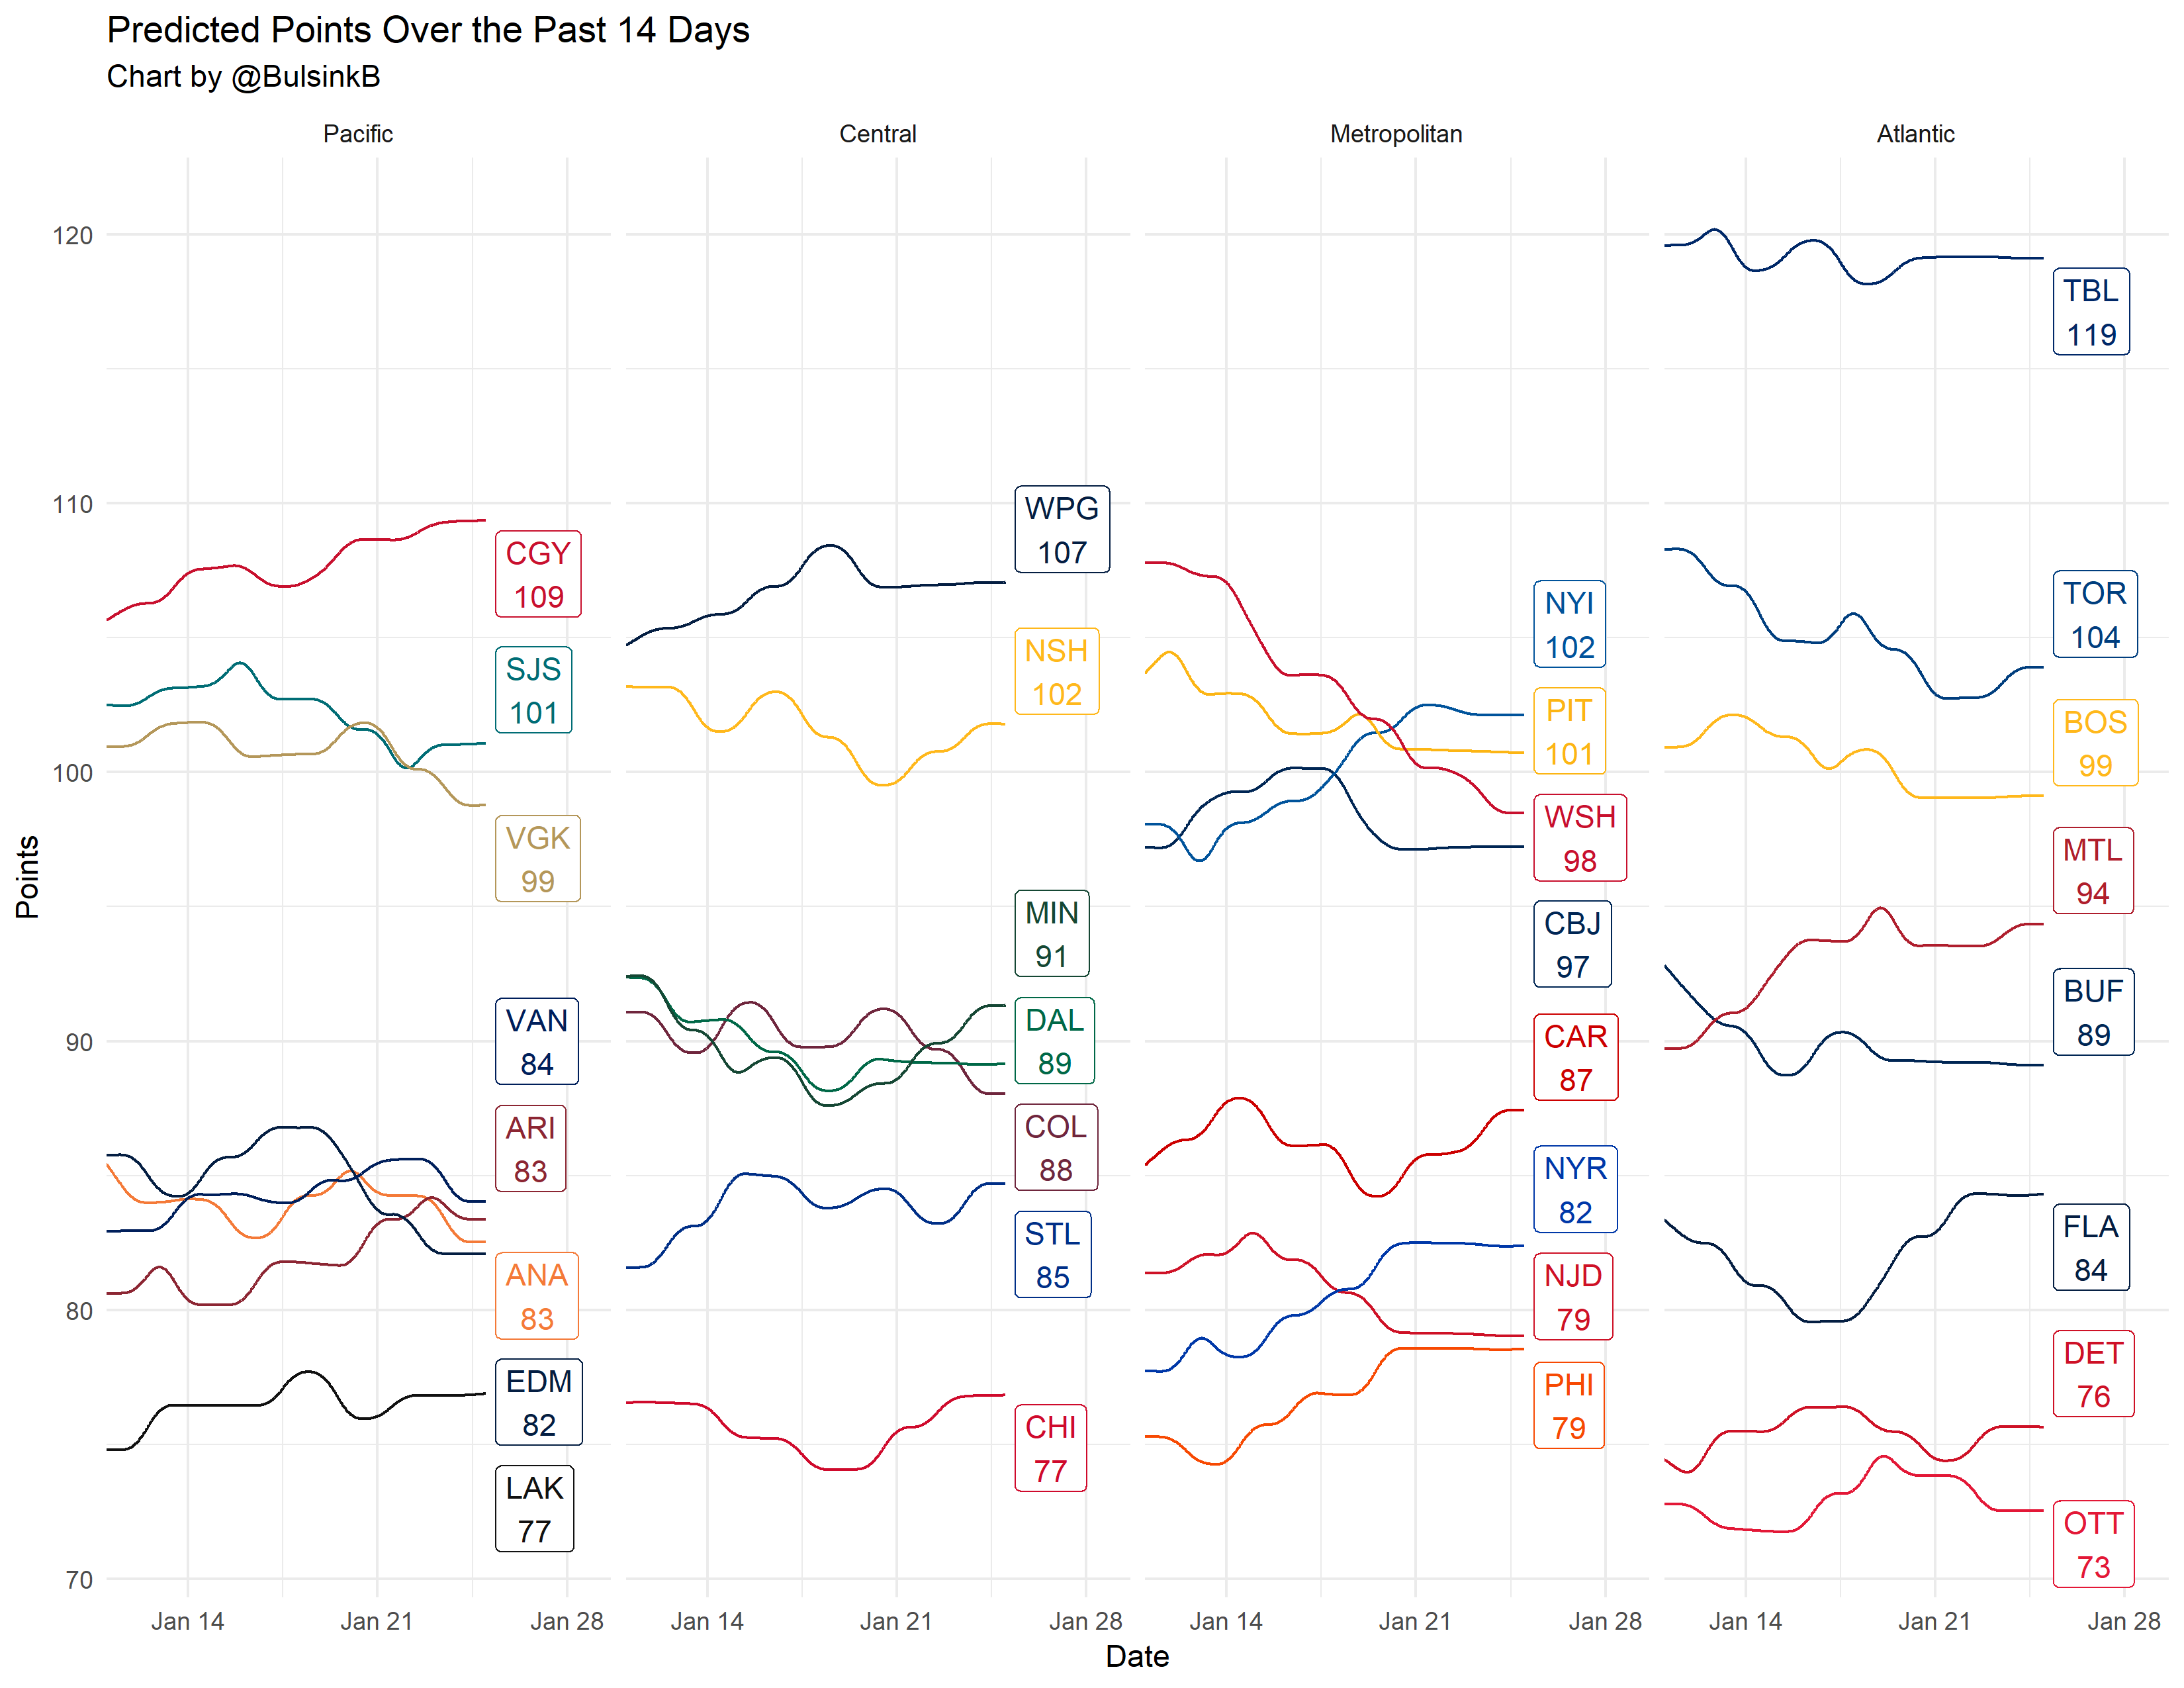 Predicted Points Over the Past 14 Days
Chart by @BulsinkB
Pacific
Central
Metropolitan
Atlantic
120
110
100
90
80
70
Points
CGY
109
SJS
101
VGK
99
VAN
84
ARI
83
ANA
83
EDM
82
LAK
77
WPG
107
NSH
102
MIN
91
DAL
89
COL
88
STL
85
CHI
77
NYI
102
PIT
101
WSH
98
CBJ
97
CAR
87
NYR
82
NJD
79
PHI
79
TBL
119
TOR
104
BOS
99
MTL
94
BUF
89
FLA
84
DET
76
OTT
73
Jan 14 Jan 21 Jan 28
Jan 14 Jan 21 Jan 28
Jan 14 Jan 21 Jan 28
Jan 14 Jan 21 Jan 28
Date